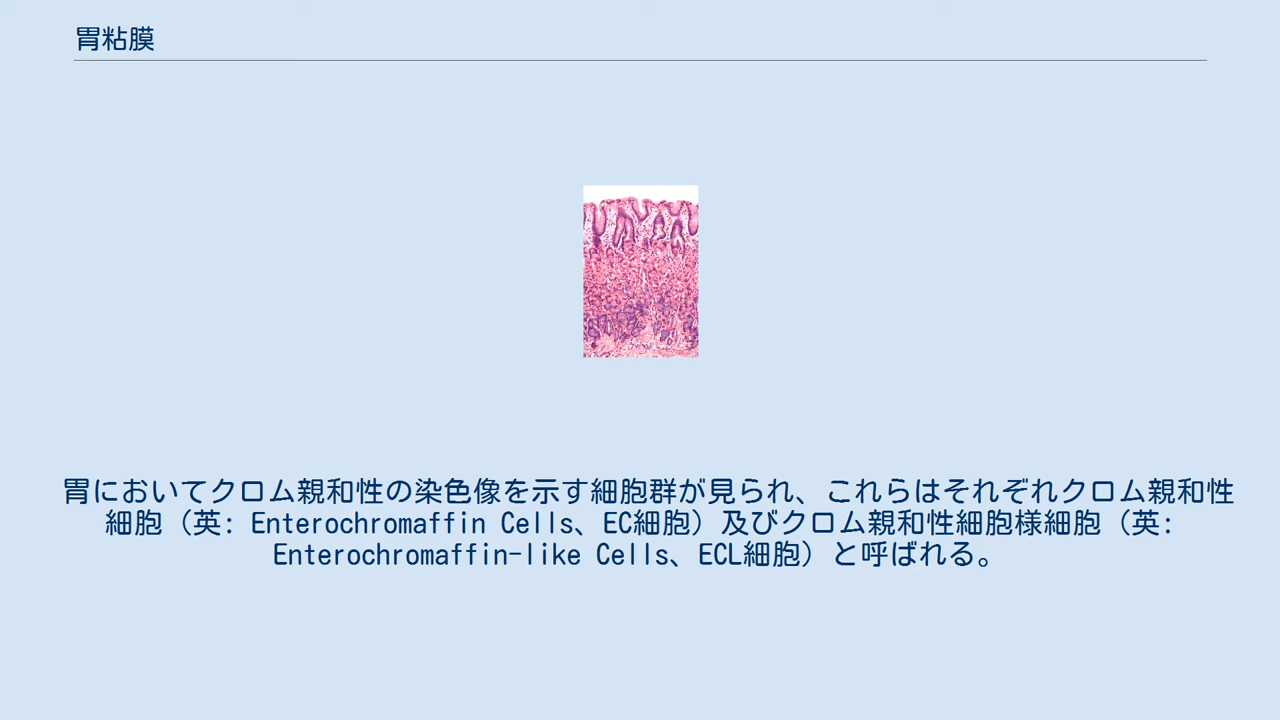 胃粘膜
胃においてクロム親和性の染色像を示す細胞群が見られ、これらはそれぞれクロム親和性
細胞（英: Enterochromaffin Cells、EC細胞）及びクロム親和性細胞様細胞（英:
Enterochromaffin-like Cells、ECL細胞）と呼ばれる。